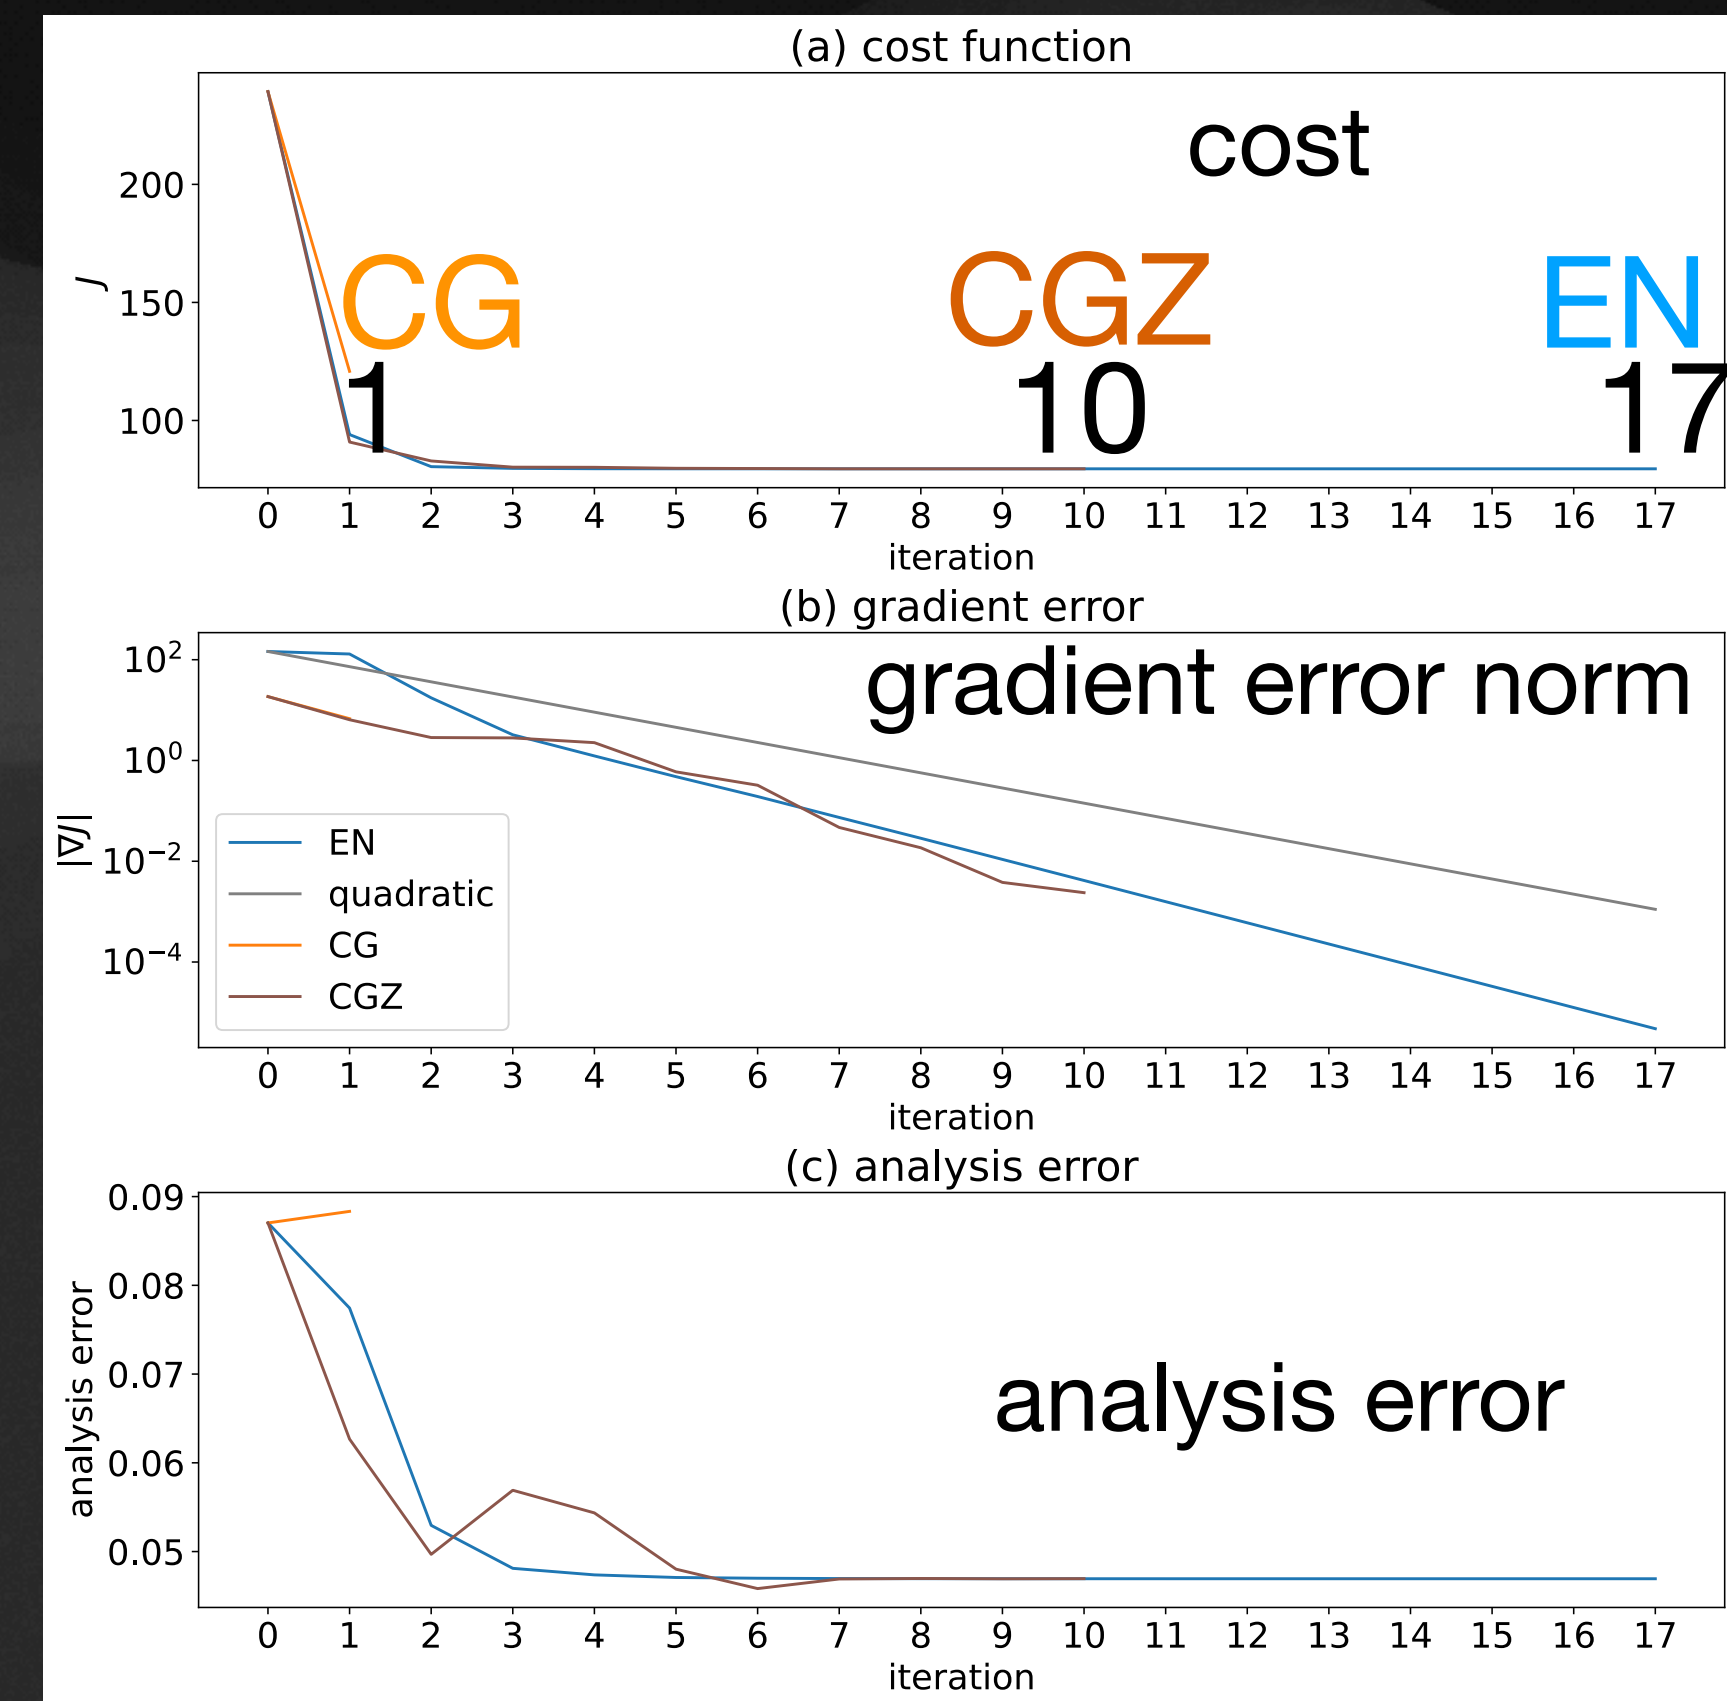 (a) cost function
cost
J
200
150
100
CG
1
CGZ
10
EN
17
0 1 2 3 4 5 6 7 8 9 10 11 12 13 14 15 16 17
iteration
(b) gradient error
gradient error norm
|∇J|
10²
10⁰
10⁻²
10⁻⁴
EN
quadratic
CG
CGZ
0 1 2 3 4 5 6 7 8 9 10 11 12 13 14 15 16 17
iteration
(c) analysis error
analysis error
analysis error
0.09
0.08
0.07
0.06
0.05
0 1 2 3 4 5 6 7 8 9 10 11 12 13 14 15 16 17
iteration